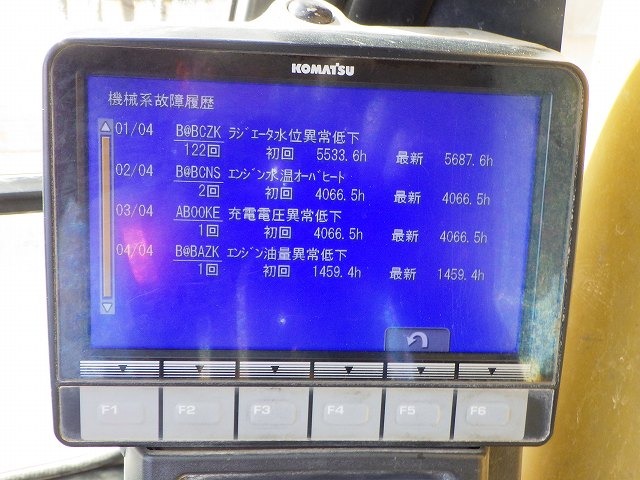 KOMATSU
機械系故障履歴
01/04 B@BCZK ラジエータ水位異常低下
122回 初回 5533.6h 最新 5687.6h
02/04 B@BCNS エンジン水温オーバヒート
2回 初回 4066.5h 最新 4066.5h
03/04 AB00KE 充電電圧異常低下
1回 初回 4066.5h 最新 4066.5h
04/04 B@BAZK エンジン油量異常低下
1回 初回 1459.4h 最新 1459.4h
F1 F2 F3 F4 F5 F6